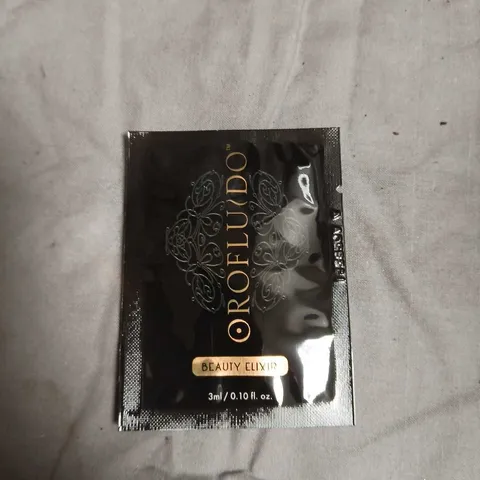 OROFLUIDO™
BEAUTY ELIXIR
3ml / 0.10 fl. oz.